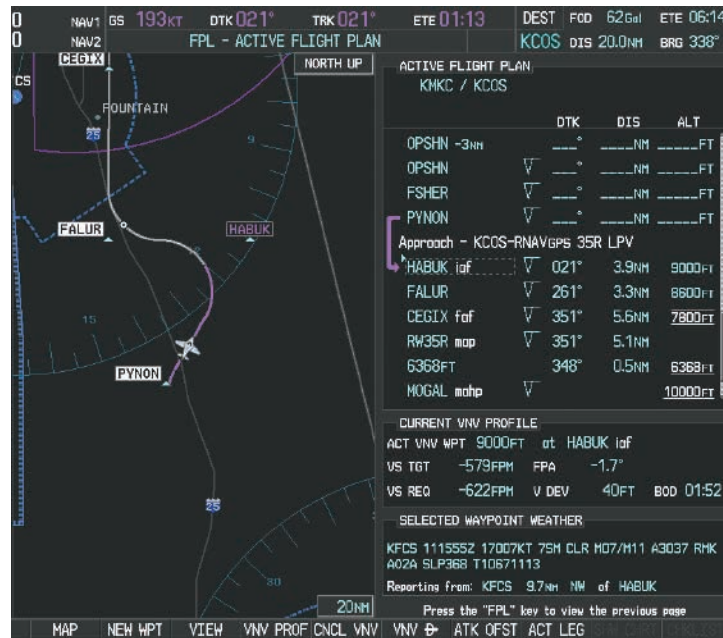 0 NAV1 GS 193KT DTK 021° TRK 021° ETE 01:13 DEST FOD 62Gal ETE 06:14
0 NAV2 FPL – ACTIVE FLIGHT PLAN KCOS DIS 20.0NM BRG 338°
CEGIX
NORTH UP
CS
FOUNTAIN
25
9
FALUR
HABUK
15
PYNON
25
30
20NM
ACTIVE FLIGHT PLAN
KMKC / KCOS
DTK DIS ALT
OPSHN -3NM ___° ____NM _____FT
OPSHN ___° ____NM _____FT
FSHER ___° ____NM _____FT
PYNON ___° ____NM _____FT
Approach - KCOS-RNAVGPS 35R LPV
HABUK iaf 021° 3.9NM 9000FT
FALUR 261° 3.3NM 8600FT
CEGIX faf 351° 5.6NM 7800FT
RW35R map 351° 5.1NM
6368FT 348° 0.5NM 6368FT
MOGAL mahp 10000FT
CURRENT VNV PROFILE
ACT VNV WPT 9000FT at HABUK iaf
VS TGT -579FPM FPA -1.7°
VS REQ -622FPM V DEV 40FT BOD 01:52
SELECTED WAYPOINT WEATHER
KFCS 111555Z 17007KT 75M CLR M07/M11 A3037 RMK
A02A SLP368 T10671113
Reporting from: KFCS 9.7NM NW of HABUK
Press the "FPL" key to view the previous page
MAP NEW WPT VIEW VNV PROF CNCL VNV VNV D ATK OFST ACT LEG